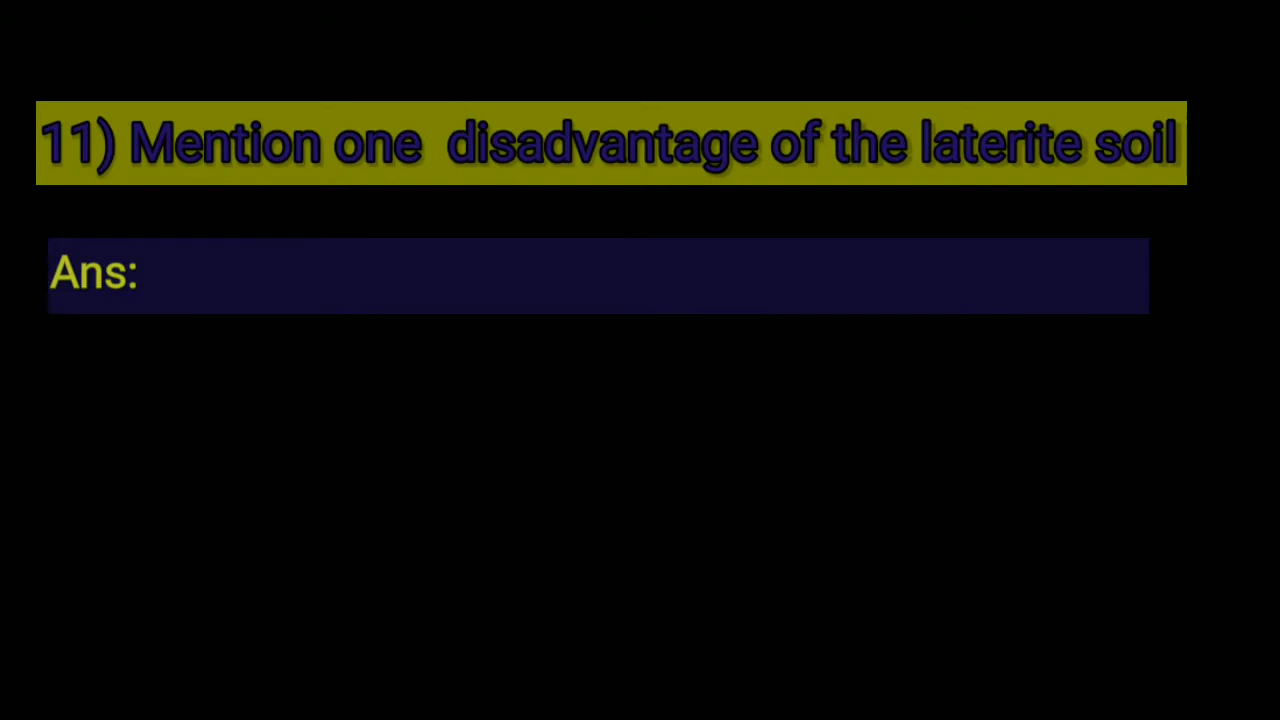 11) Mention one  disadvantage of the laterite soil
Ans: